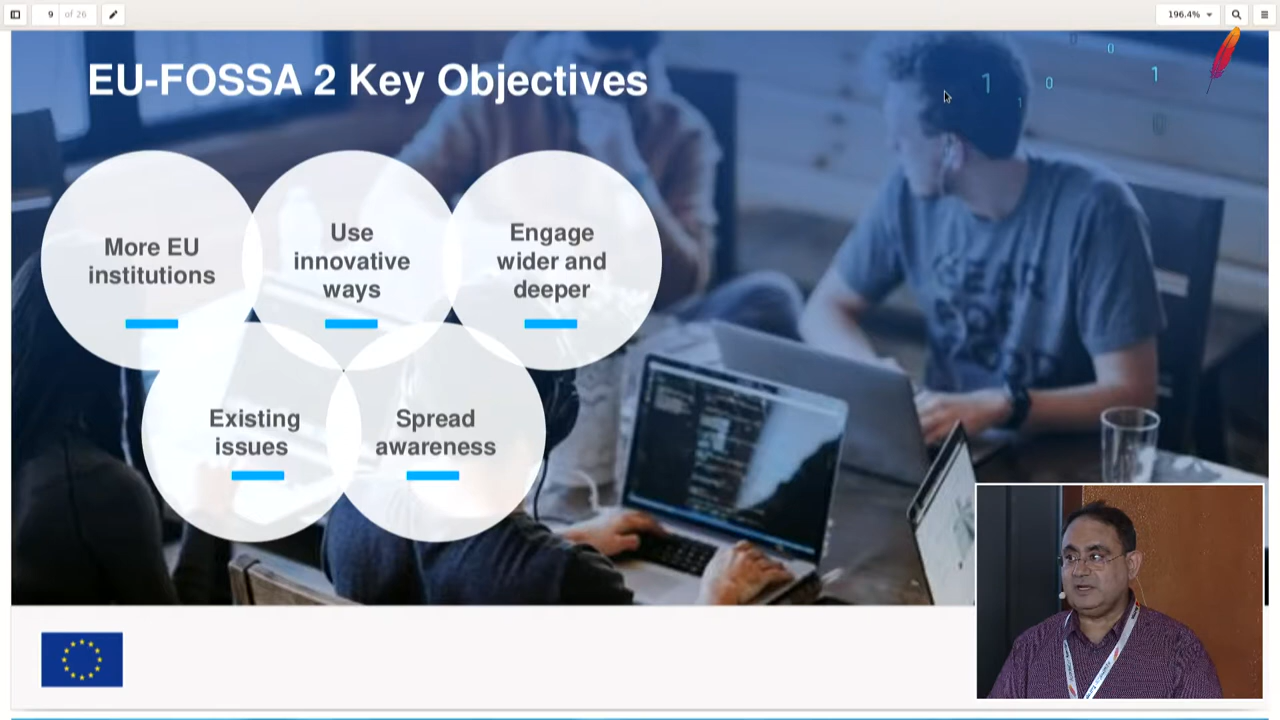 9 of 26
196.4%
EU-FOSSA 2 Key Objectives
More EU
institutions
Use
innovative
ways
Engage
wider and
deeper
Existing
issues
Spread
awareness